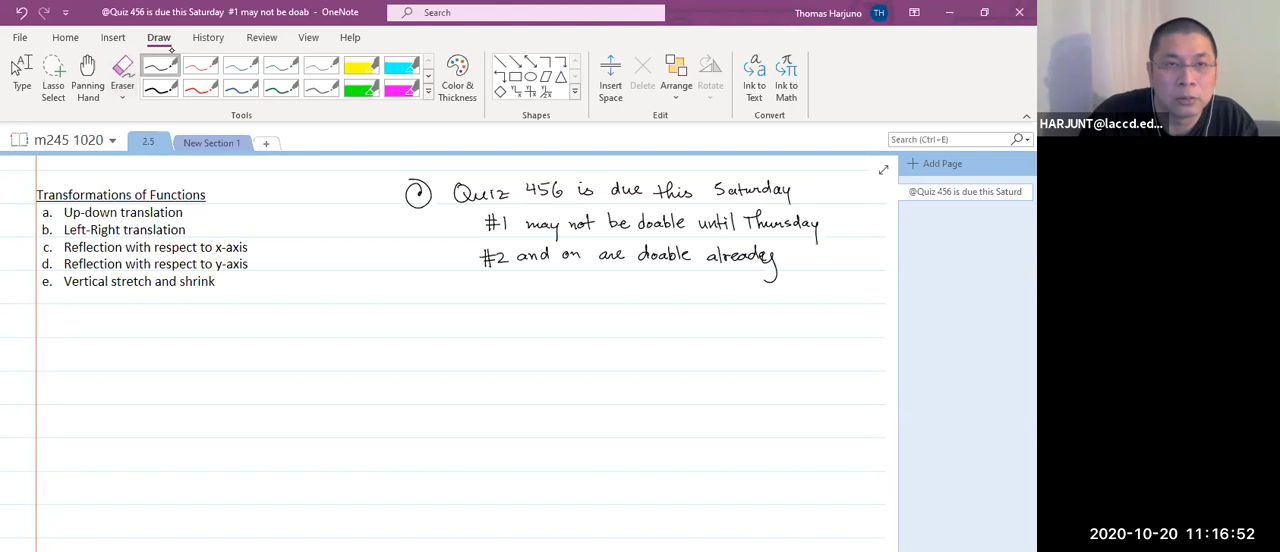 @Quiz 456 is due this Saturday  #1 may not be doab  -  OneNote
Search
Thomas Harjuno
TH
File
Home
Insert
Draw
History
Review
View
Help
Type
Lasso Select
Panning Hand
Eraser
Color & Thickness
Insert Space
Delete
Arrange
Rotate
Ink to Text
Ink to Math
Tools
Shapes
Edit
Convert
m245 1020
2.5
New Section 1
Search (Ctrl+E)
Add Page
@Quiz 456 is due this Saturd
Transformations of Functions
a. Up-down translation
b. Left-Right translation
c. Reflection with respect to x-axis
d. Reflection with respect to y-axis
e. Vertical stretch and shrink
@ Quiz 456 is due this Saturday
#1 may not be doable until Thursday
#2 and on are doable already
HARJUNT@laccd.ed...
2020-10-20 11:16:52